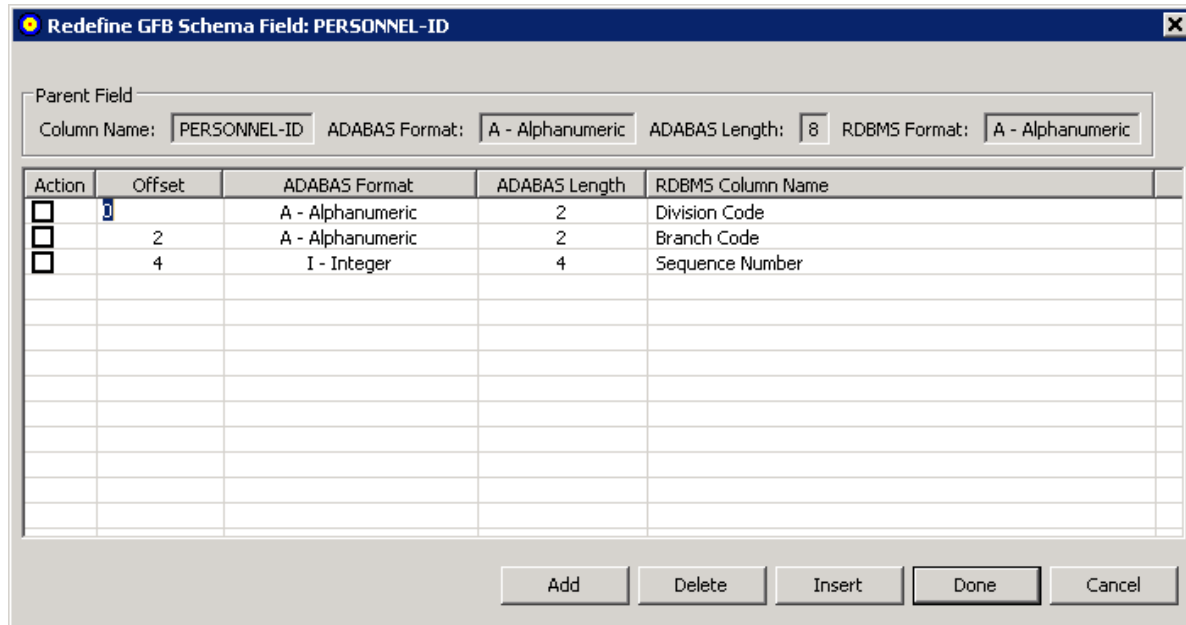 Redefine GFB Schema Field: PERSONNEL-ID
Parent Field
Column Name: PERSONNEL-ID ADABAS Format: A - Alphanumeric ADABAS Length: 8 RDBMS Format: A - Alphanumeric
Action Offset ADABAS Format ADABAS Length RDBMS Column Name
0 A - Alphanumeric 2 Division Code
2 A - Alphanumeric 2 Branch Code
4 I - Integer 4 Sequence Number
Add Delete Insert Done Cancel